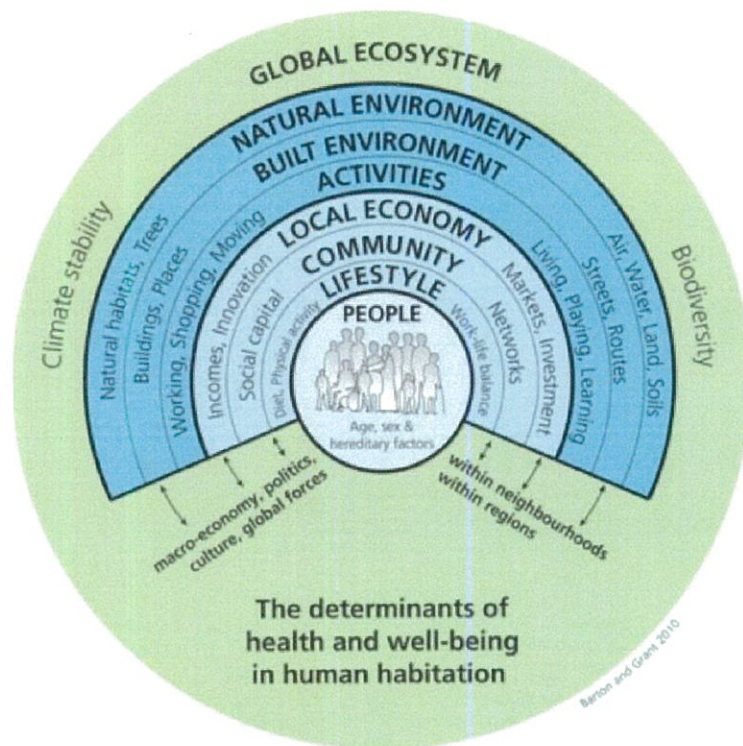 GLOBAL ECOSYSTEM
NATURAL ENVIRONMENT
BUILT ENVIRONMENT
ACTIVITIES
LOCAL ECONOMY
COMMUNITY
LIFESTYLE
PEOPLE
Age, sex &
hereditary factors
Climate stability
Natural habitats, Trees
Buildings, Places
Working, Shopping, Moving
Incomes, Innovation
Social capital
Diet, Physical activity
Work-life balance
Networks
Markets, Investment
Living, Playing, Learning
Streets, Routes
Air, Water, Land, Soils
Biodiversity
macro-economy, politics,
culture, global forces
within neighbourhoods
within regions
The determinants of
health and well-being
in human habitation
Barton and Grant 2010